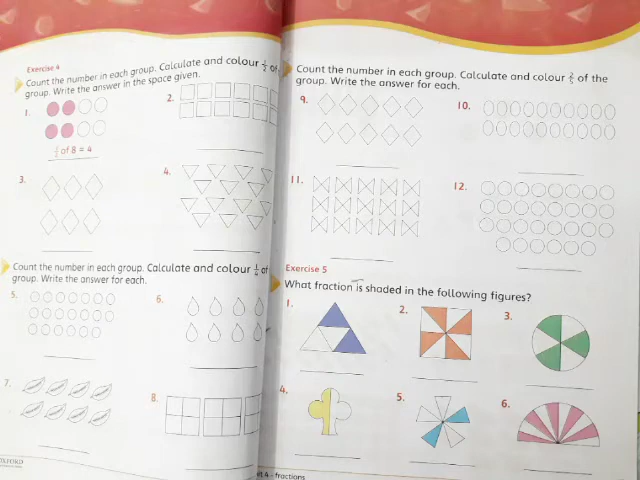 Exercise 4
Count the number in each group. Calculate and colour 1/2 of
group. Write the answer in the space given.
1.
2.
1/2 of 8 = 4
3.
4.
Count the number in each group. Calculate and colour 1/4 of
group. Write the answer for each.
5.
6.
7.
8.
OXFORD
Count the number in each group. Calculate and colour 2/5 of the
group. Write the answer for each.
9.
10.
11.
12.
Exercise 5
What fraction is shaded in the following figures?
1.
2.
3.
4.
5.
6.
4 - fractions